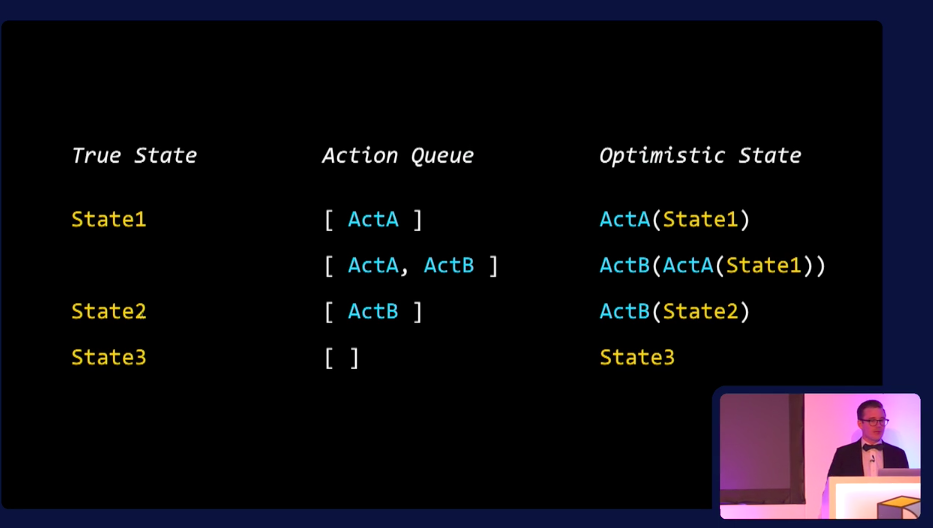 True State Action Queue Optimistic State
State1 [ ActA ] ActA(State1)
[ ActA, ActB ] ActB(ActA(State1))
State2 [ ActB ] ActB(State2)
State3 [ ] State3